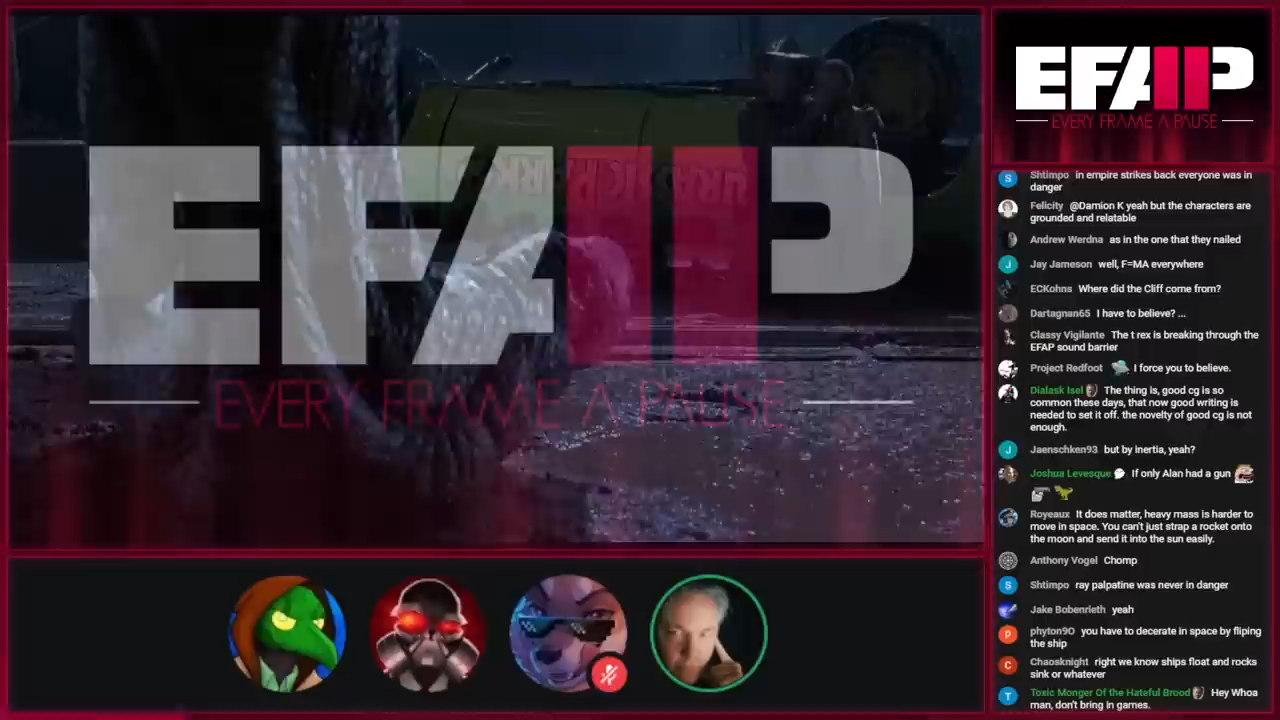 EFAP
EVERY FRAME A PAUSE
EFAP
EVERY FRAME A PAUSE
S
Shtimpo in empire strikes back everyone was in
danger
Felicity @Damion K yeah but the characters are
grounded and relatable
Andrew Werdna as in the one that they nailed
J
Jay Jameson well, F=MA everywhere
ECKohns Where did the Cliff come from?
Dartagnan65 I have to believe? ...
Classy Vigilante The t rex is breaking through the
EFAP sound barrier
Project Redfoot I force you to believe.
Dialask Isel The thing is, good cg is so
common these days, that now good writing is
needed to set it off. the novelty of good cg is not
enough.
J
Jaenschken93 but by inertia, yeah?
Joshua Levesque If only Alan had a gun
Royeaux It does matter, heavy mass is harder to
move in space. You can't just strap a rocket onto
the moon and send it into the sun easily.
Anthony Vogel Chomp
S
Shtimpo ray palpatine was never in danger
Jake Bobenrieth yeah
P
phyton90 you have to decerate in space by fliping
the ship
C
Chaosknight right we know ships float and rocks
sink or whatever
T
Toxic Monger Of the Hateful Brood Hey Whoa
man, don't bring in games.